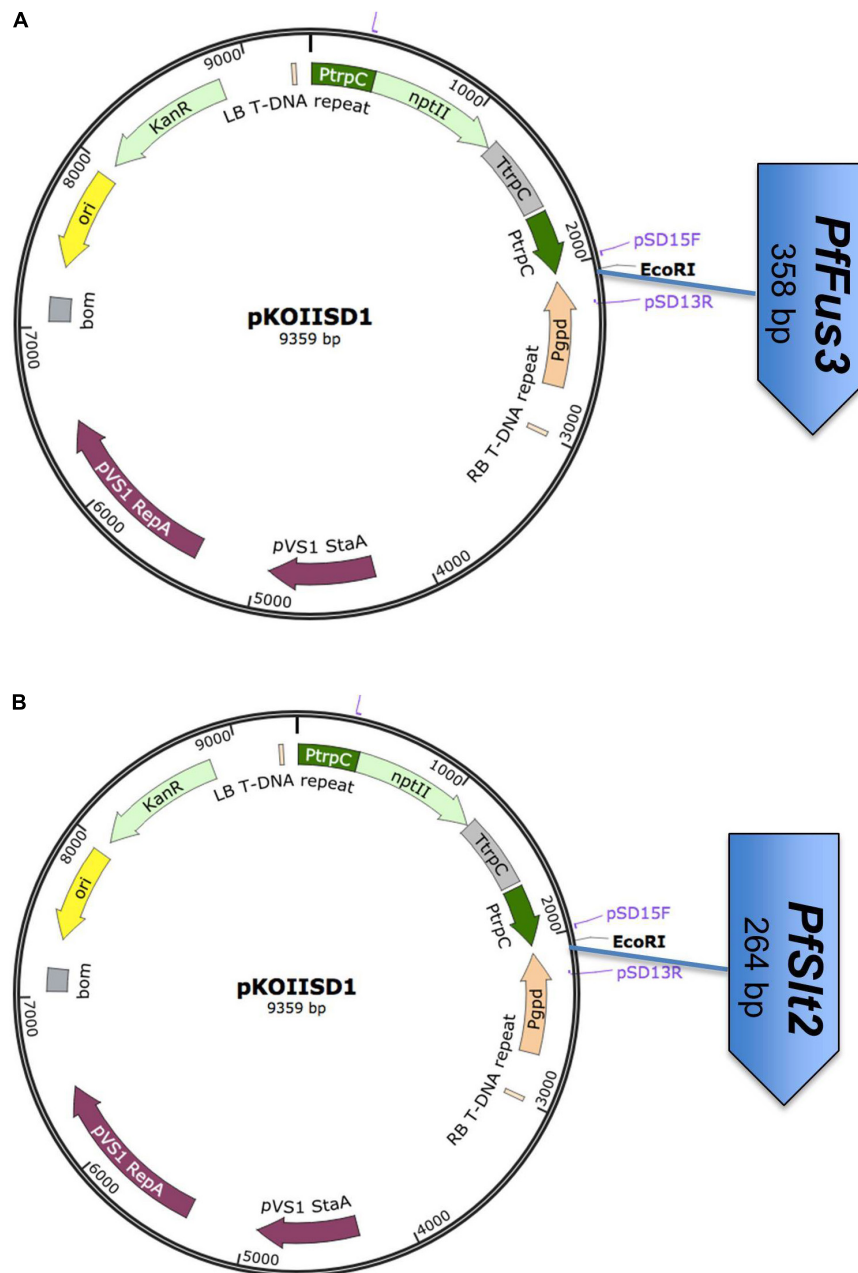 A
9000
1000
PtrpC
nptII
KanR
LB T-DNA repeat
TtrpC
8000
ori
2000
pSD15F
PtrpC
EcoRI
pSD13R
PfFus3
358 bp
bom
7000
pKOIISD1
9359 bp
Pgpd
RB T-DNA repeat
3000
pVS1 RepA
6000
pVS1 StaA
4000
5000
B
9000
1000
PtrpC
nptII
KanR
LB T-DNA repeat
TtrpC
8000
ori
2000
pSD15F
PtrpC
EcoRI
pSD13R
PfSlt2
264 bp
bom
7000
pKOIISD1
9359 bp
Pgpd
RB T-DNA repeat
3000
pVS1 RepA
6000
pVS1 StaA
4000
5000